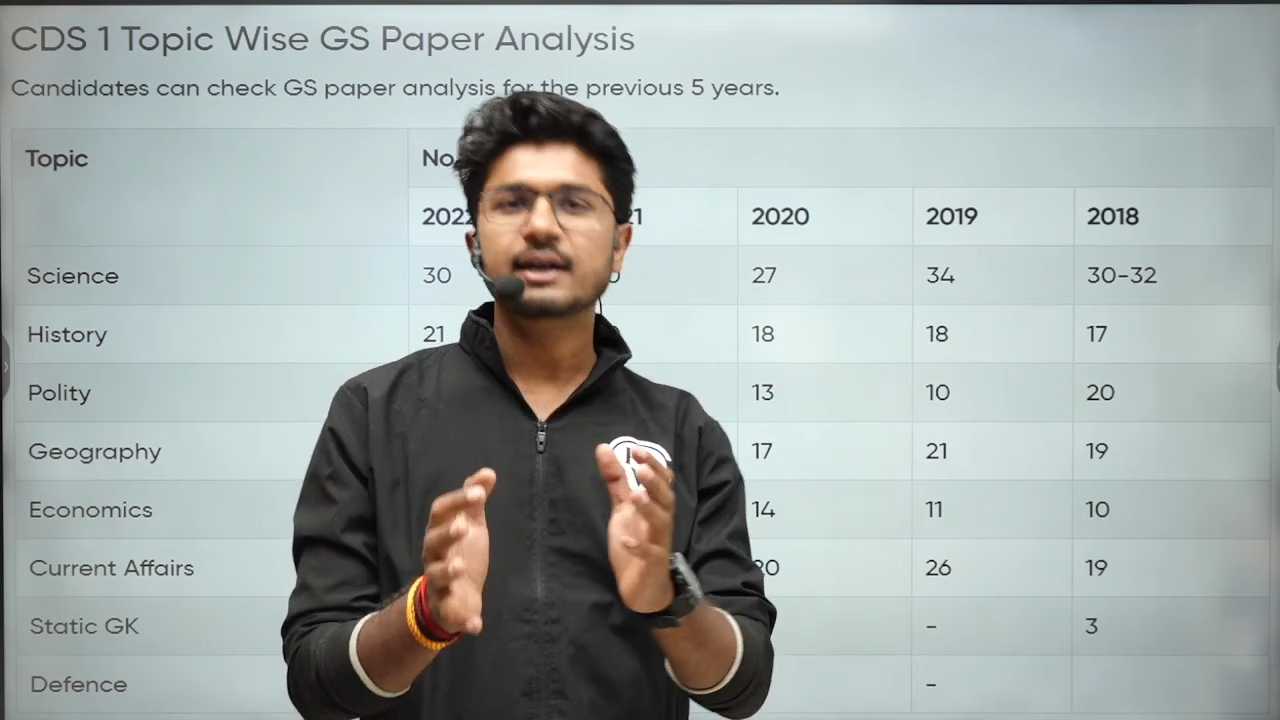 CDS 1 Topic Wise GS Paper Analysis
Candidates can check GS paper analysis for the previous 5 years.
Topic
2020 2019 2018
Science 30 27 34 30-32
History 21 18 18 17
Polity 13 10 20
Geography 17 21 19
Economics 14 11 10
Current Affairs 20 26 19
Static GK - 3
Defence -